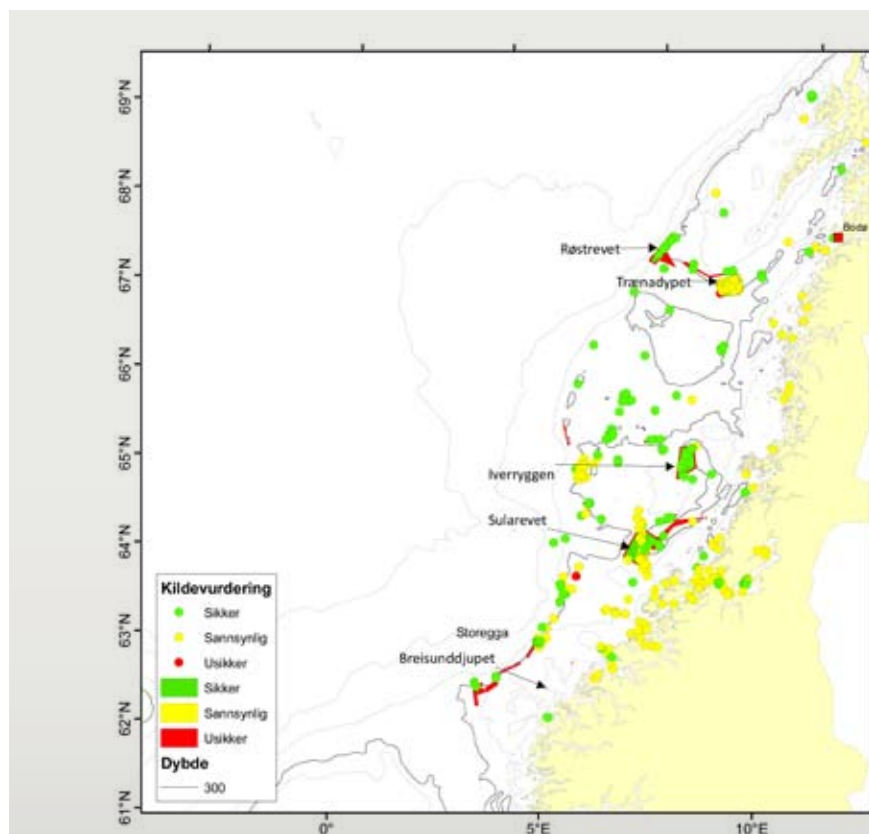 69°N
68°N
Bodø
Røstrevet
67°N
Trænadypet
66°N
65°N
Iverryggen
Sularevet
64°N
Kildevurdering
Sikker
Sannsynlig
Usikker
Sikker
Sannsynlig
Usikker
Dybde
300
Storegga
63°N
Breisunddjupet
62°N
61°N
0°
5°E
10°E